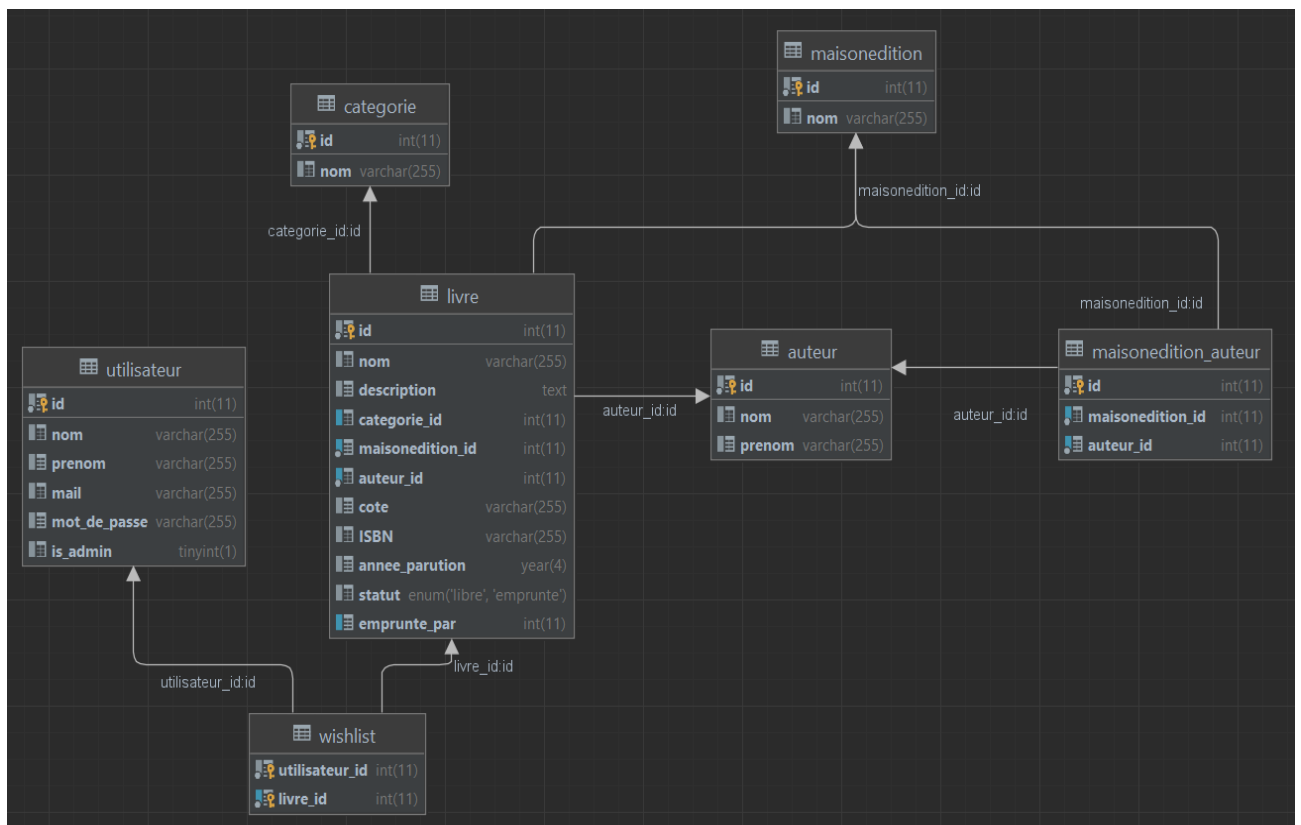 maisonedition
id int(11)
nom varchar(255)
categorie
id int(11)
nom varchar(255)
maisonedition_id:id
categorie_id:id
livre
id int(11)
nom varchar(255)
description text
categorie_id int(11)
maisonedition_id int(11)
auteur_id int(11)
cote varchar(255)
ISBN varchar(255)
annee_parution year(4)
statut enum('libre', 'emprunte')
emprunte_par int(11)
maisonedition_id:id
auteur
id int(11)
nom varchar(255)
prenom varchar(255)
maisonedition_auteur
id int(11)
maisonedition_id int(11)
auteur_id int(11)
auteur_id:id
auteur_id:id
utilisateur
id int(11)
nom varchar(255)
prenom varchar(255)
mail varchar(255)
mot_de_passe varchar(255)
is_admin tinyint(1)
utilisateur_id:id
livre_id:id
wishlist
utilisateur_id int(11)
livre_id int(11)